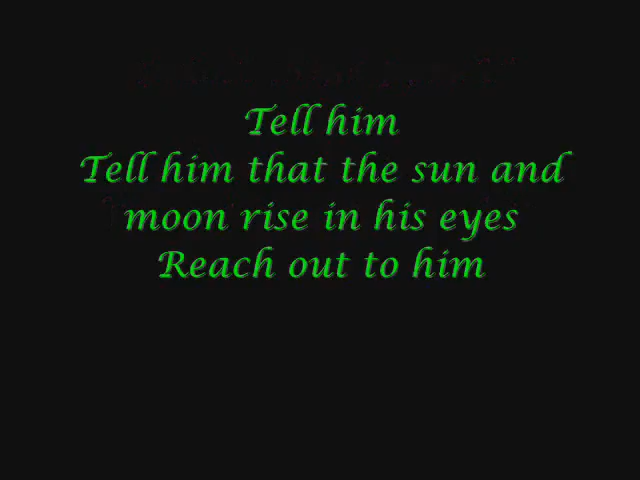 Tell him
Tell him that the sun and
moon rise in his eyes
Reach out to him